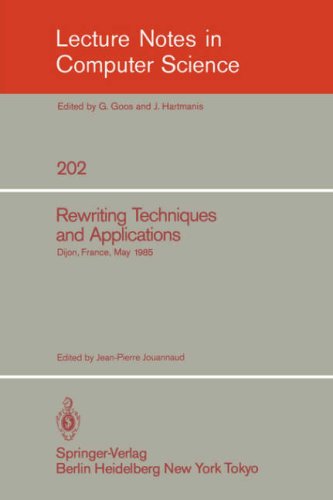 Lecture Notes in
Computer Science
Edited by G. Goos and J. Hartmanis
202
Rewriting Techniques
and Applications
Dijon, France, May 1985
Edited by Jean-Pierre Jouannaud
Springer-Verlag
Berlin Heidelberg New York Tokyo